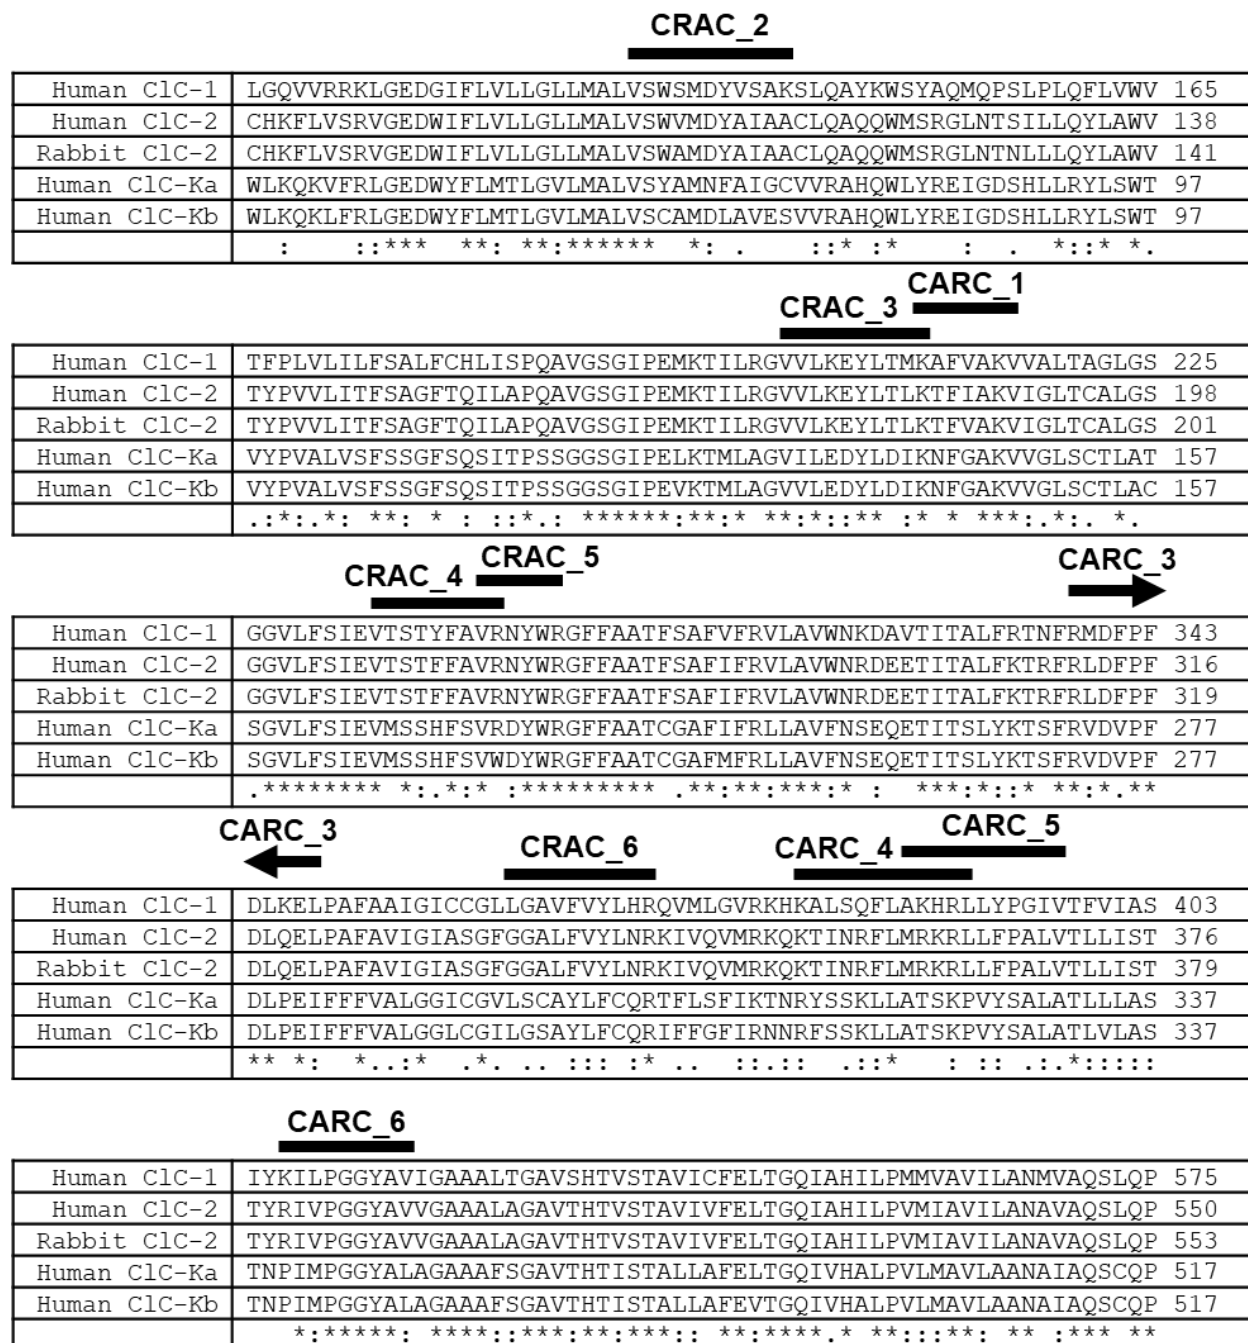 CRAC_2
Human ClC-1 LGQVVRRKLGEDGIFLVLLGLLMALVSWSMDYVSAKSLQAYKWSYAQMQPSLPLQFLVWV 165
Human ClC-2 CHKFLVSRVGEDWIFLVLLGLLMALVSWVMDYAIAACLQAQQWMSRGLNTSILLQYLAWV 138
Rabbit ClC-2 CHKFLVSRVGEDWIFLVLLGLLMALVSWAMDYAIAACLQAQQWMSRGLNTNLLLQYLAWV 141
Human ClC-Ka WLKQKVFRLGEDWYFLMTLGVLMALVSYAMNFAIGCVVRAHQWLYREIGDSHLLRYLSWT 97
Human ClC-Kb WLKQKLFRLGEDWYFLMTLGVLMALVSCAMDLAVESVVRAHQWLYREIGDSHLLRYLSWT 97
: ::*** **: **:****** *: . ::* :* : . *::* *.
CARC_1
CRAC_3
Human ClC-1 TFPLVLILFSALFCHLISPQAVGSGIPEMKTILRGVVLKEYLTMKAFVAKVVALTAGLGS 225
Human ClC-2 TYPVVLITFSAGFTQILAPQAVGSGIPEMKTILRGVVLKEYLTLKTFIAKVIGLTCALGS 198
Rabbit ClC-2 TYPVVLITFSAGFTQILAPQAVGSGIPEMKTILRGVVLKEYLTLKTFVAKVIGLTCALGS 201
Human ClC-Ka VYPVALVSFSSGFSQSITPSSGGSGIPELKTMLAGVILEDYLDIKNFGAKVVGLSCTLAT 157
Human ClC-Kb VYPVALVSFSSGFSQSITPSSGGSGIPEVKTMLAGVVLEDYLDIKNFGAKVVGLSCTLAC 157
.:*:.*: **: * : ::*.: ******:**:* **:*::** :* * ***:.*:. *.
CRAC_5
CRAC_4
CARC_3
Human ClC-1 GGVLFSIEVTSTYFAVRNYWRGFFAATFSAFVFRVLAVWNKDAVTITALFRTNFRMDFPF 343
Human ClC-2 GGVLFSIEVTSTFFAVRNYWRGFFAATFSAFIFRVLAVWNRDEETITALFKTRFRLDFPF 316
Rabbit ClC-2 GGVLFSIEVTSTFFAVRNYWRGFFAATFSAFIFRVLAVWNRDEETITALFKTRFRLDFPF 319
Human ClC-Ka SGVLFSIEVMSSHFSVRDYWRGFFAATCGAFIFRLLAVFNSEQETITSLYKTSFRVDVPF 277
Human ClC-Kb SGVLFSIEVMSSHFSVWDYWRGFFAATCGAFMFRLLAVFNSEQETITSLYKTSFRVDVPF 277
.******** *:.*:* :********* .**:**:***:* : ***:*::* **:*.**
CARC_3
CRAC_6
CARC_4
CARC_5
Human ClC-1 DLKELPAFAAIGICCGLLGAVFVYLHRQVMLGVRKHKALSQFLAKHRLLYPGIVTFVIAS 403
Human ClC-2 DLQELPAFAVIGIASGFGGALFVYLNRKIVQVMRKQKTINRFLMRKRLLFPALVTLLIST 376
Rabbit ClC-2 DLQELPAFAVIGIASGFGGALFVYLNRKIVQVMRKQKTINRFLMRKRLLFPALVTLLIST 379
Human ClC-Ka DLPEIFFFVALGGICGVLSCAYLFCQRTFLSFIKTNRYSSKLLATSKPVYSALATLLLAS 337
Human ClC-Kb DLPEIFFFVALGGLCGILGSAYLFCQRIFFGFIRNNRFSSKLLATSKPVYSALATLVLAS 337
** *: *..:* .*. .. ::: :* .. ::.:: .::* : :: .:.*:::::
CARC_6
Human ClC-1 IYKILPGGYAVIGAAALTGAVSHTVSTAVICFELTGQIAHILPMMVAVILANMVAQSLQP 575
Human ClC-2 TYRIVPGGYAVVGAAALAGAVTHTVSTAVIVFELTGQIAHILPVMIAVILANAVAQSLQP 550
Rabbit ClC-2 TYRIVPGGYAVVGAAALAGAVTHTVSTAVIVFELTGQIAHILPVMIAVILANAVAQSLQP 553
Human ClC-Ka TNPIMPGGYALAGAAAFSGAVTHTISTALLAFELTGQIVHALPVLMAVLAANAIAQSCQP 517
Human ClC-Kb TNPIMPGGYALAGAAAFSGAVTHTISTALLAFEVTGQIVHALPVLMAVLAANAIAQSCQP 517
*:*****: ****::***:**:***:: **:****.* **:::**: ** :*** **